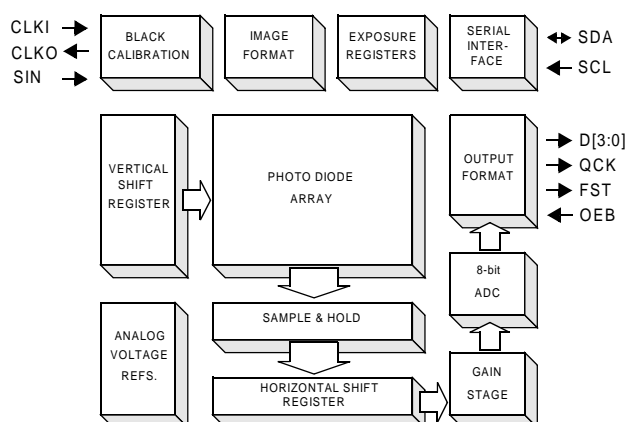 CLKI
CLKO
SIN
BLACK
CALIBRATION
IMAGE
FORMAT
EXPOSURE
REGISTERS
SERIAL
INTER-
FACE
SDA
SCL
VERTICAL
SHIFT
REGISTER
PHOTO DIODE
ARRAY
OUTPUT
FORMAT
D[3:0]
QCK
FST
OEB
8-bit
ADC
SAMPLE & HOLD
ANALOG
VOLTAGE
REFS.
HORIZONTAL SHIFT
REGISTER
GAIN
STAGE